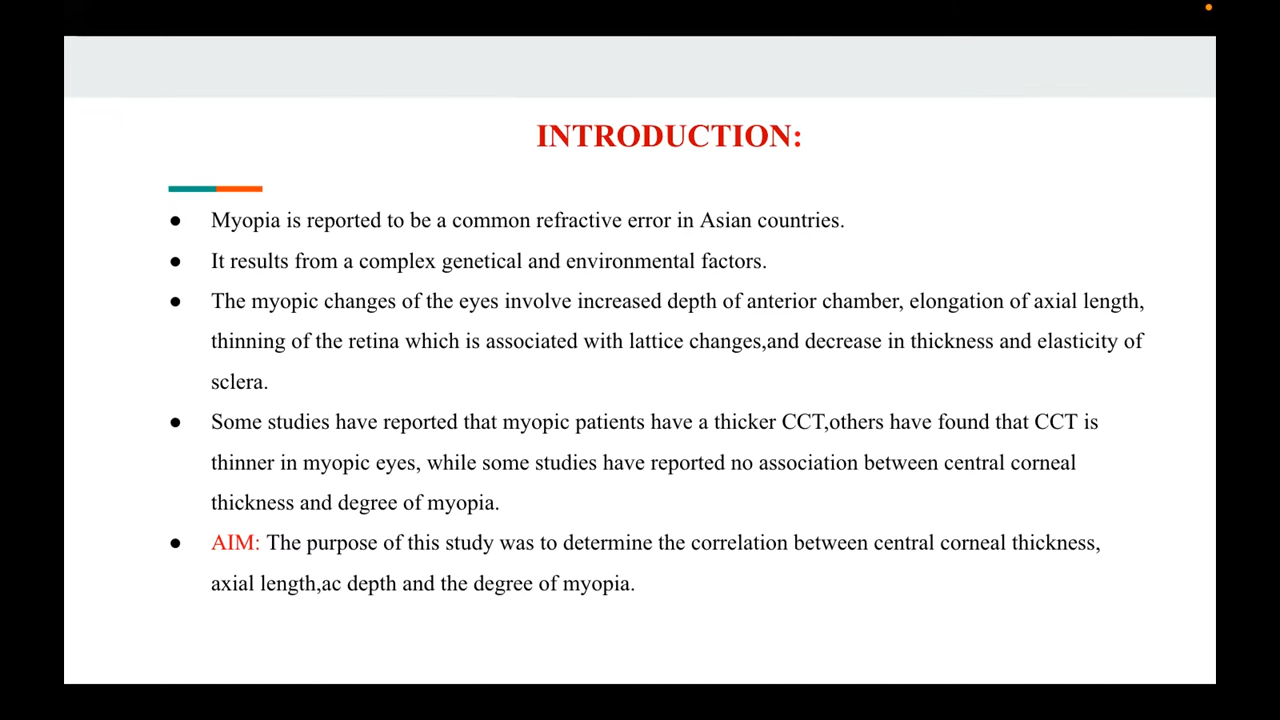 INTRODUCTION:
● Myopia is reported to be a common refractive error in Asian countries.
● It results from a complex genetical and environmental factors.
● The myopic changes of the eyes involve increased depth of anterior chamber, elongation of axial length,
thinning of the retina which is associated with lattice changes,and decrease in thickness and elasticity of
sclera.
● Some studies have reported that myopic patients have a thicker CCT,others have found that CCT is
thinner in myopic eyes, while some studies have reported no association between central corneal
thickness and degree of myopia.
● AIM: The purpose of this study was to determine the correlation between central corneal thickness,
axial length,ac depth and the degree of myopia.